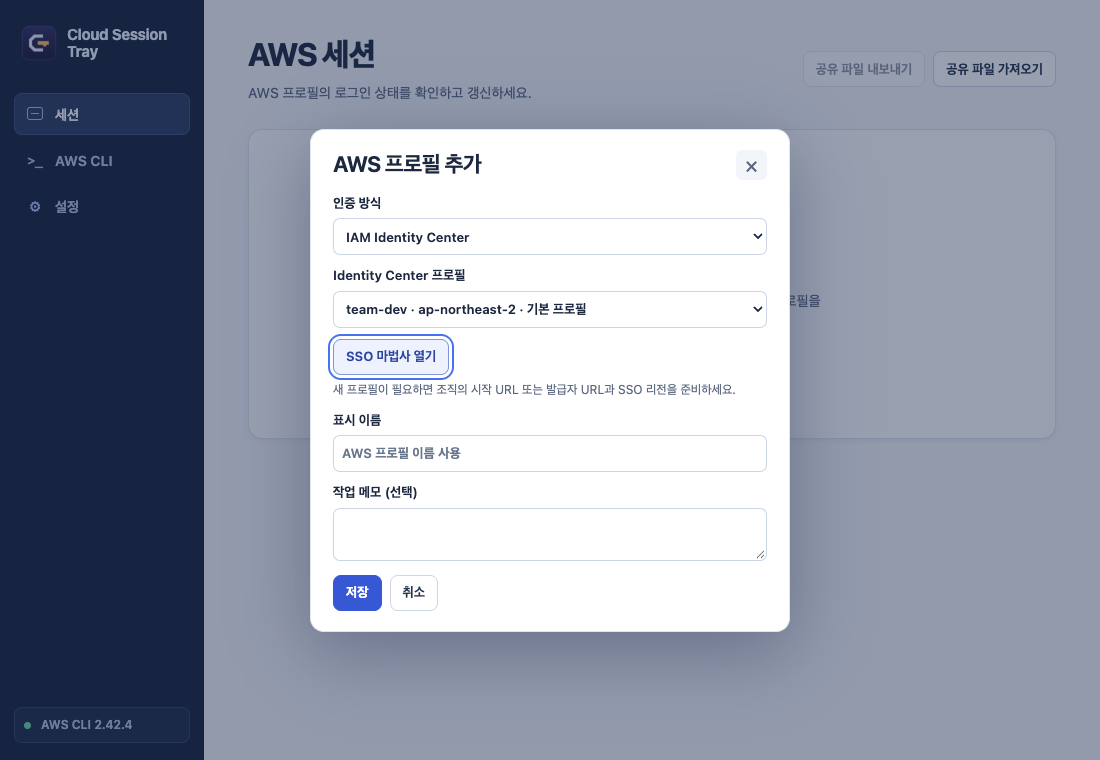 Cloud Session
Tray
세션
>_ AWS CLI
설정
AWS CLI 2.42.4
AWS 세션
AWS 프로필의 로그인 상태를 확인하고 갱신하세요.
공유 파일 내보내기
공유 파일 가져오기
로필을
AWS 프로필 추가
×
인증 방식
IAM Identity Center
Identity Center 프로필
team-dev · ap-northeast-2 · 기본 프로필
SSO 마법사 열기
새 프로필이 필요하면 조직의 시작 URL 또는 발급자 URL과 SSO 리전을 준비하세요.
표시 이름
AWS 프로필 이름 사용
작업 메모 (선택)
저장
취소